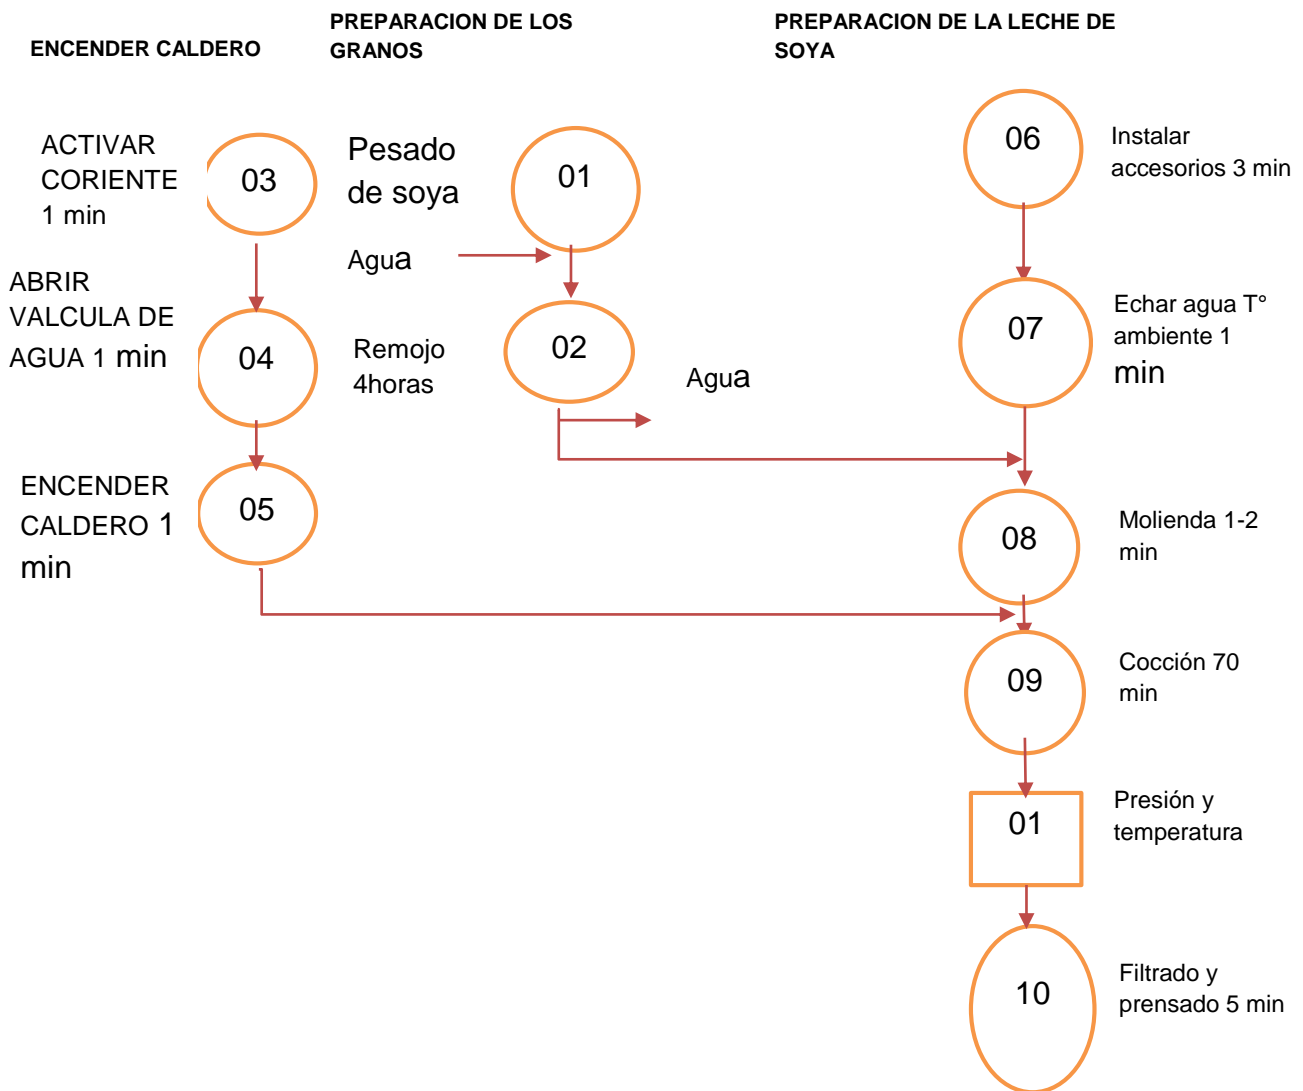 ENCENDER CALDERO
PREPARACION DE LOS
GRANOS
PREPARACION DE LA LECHE DE
SOYA
ACTIVAR
CORIENTE
1 min
03
ABRIR
VALCULA DE
AGUA 1 min
04
ENCENDER
CALDERO 1
min
05
Pesado
de soya
01
Agua
Remojo
4horas
02
Agua
06
Instalar
accesorios 3 min
07
Echar agua T°
ambiente 1
min
08
Molienda 1-2
min
09
Cocción 70
min
01
Presión y
temperatura
10
Filtrado y
prensado 5 min